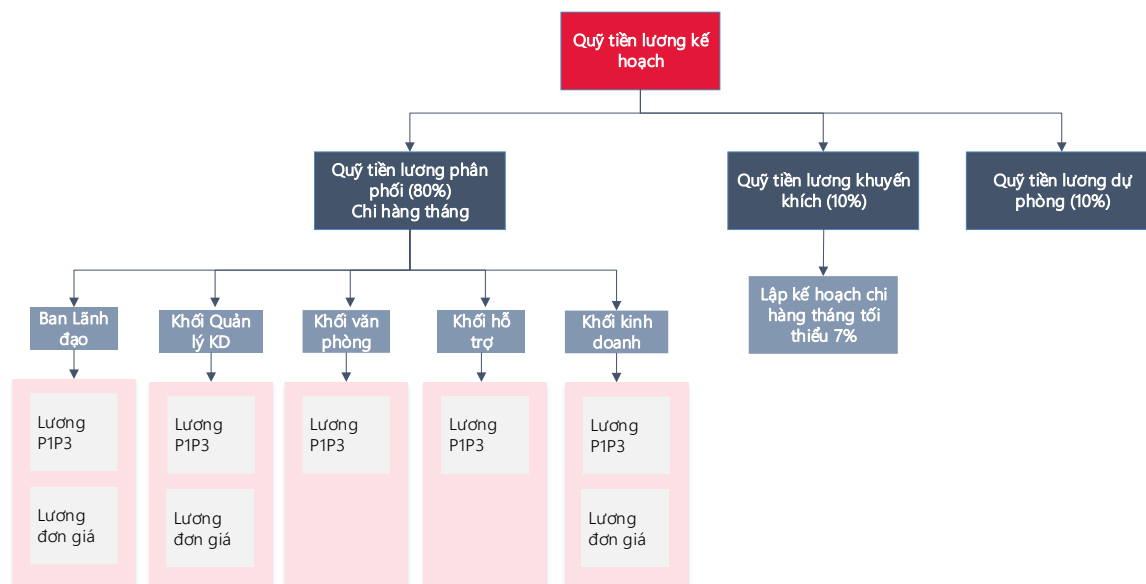 Quỹ tiền lương kế
hoạch
Quỹ tiền lương phân
phối (80%)
Chi hàng tháng
Quỹ tiền lương khuyến
khích (10%)
Quỹ tiền lương dự
phòng (10%)
Lập kế hoạch chi
hàng tháng tối
thiểu 7%
Ban Lãnh
đạo
Khối Quản
lý KD
Khối văn
phòng
Khối hỗ
trợ
Khối kinh
doanh
Lương
P1P3
Lương
P1P3
Lương
P1P3
Lương
P1P3
Lương
P1P3
Lương
đơn giá
Lương
đơn giá
Lương
đơn giá